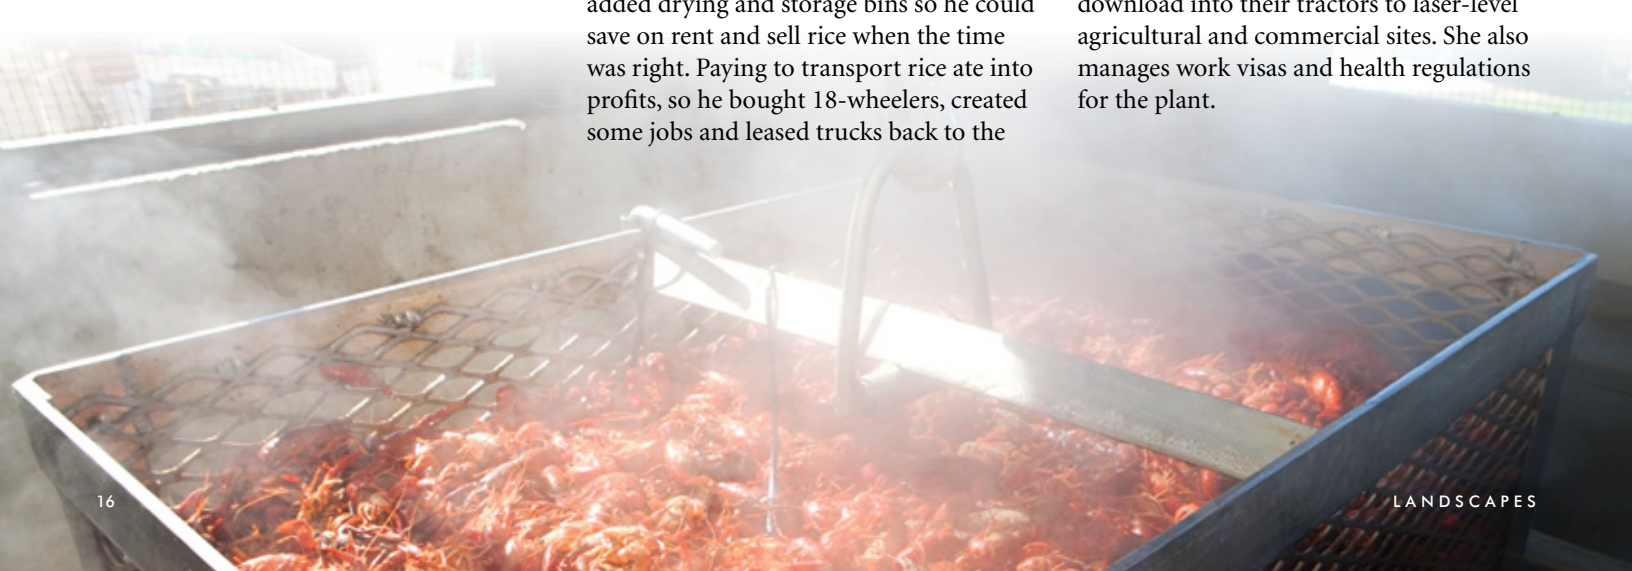 added drying and storage bins so he could
save on rent and sell rice when the time
was right. Paying to transport rice ate into
profits, so he bought 18-wheelers, created
some jobs and leased trucks back to the
download into their tractors to laser-level
agricultural and commercial sites. She also
manages work visas and health regulations
for the plant.
16
LANDSCAPES